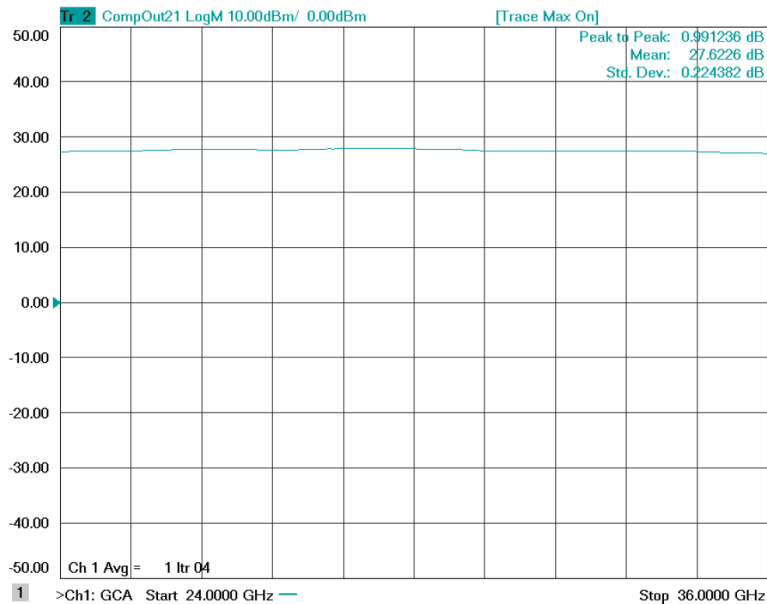 Tr 2 CompOut21 LogM 10.00dBm/ 0.00dBm [Trace Max On]
50.00
Peak to Peak: 0.991236 dB
Mean: 27.6226 dB
Std. Dev.: 0.224382 dB
40.00
30.00
20.00
10.00
0.00
-10.00
-20.00
-30.00
-40.00
-50.00
Ch 1 Avg = 1 Itr 04
1 >Ch1: GCA Start 24.0000 GHz Stop 36.0000 GHz